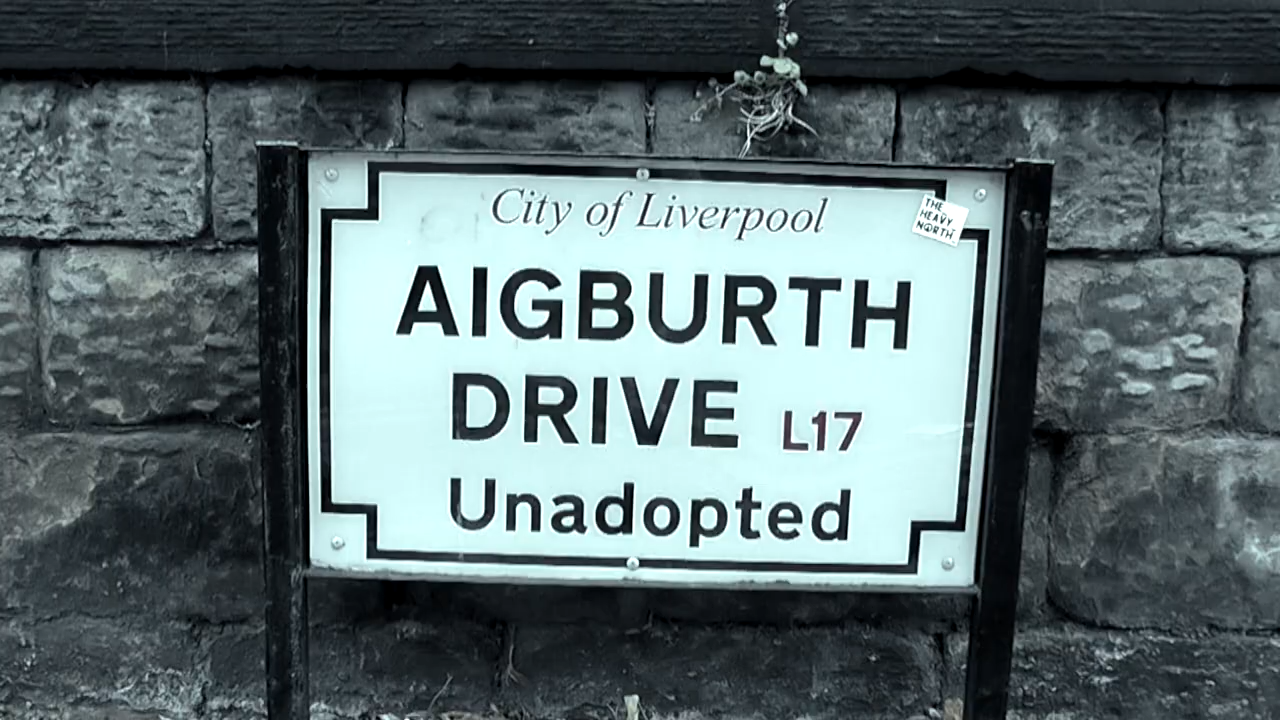 City of Liverpool
THE
HEAVY
NORTH
AIGBURTH
DRIVE L17
Unadopted